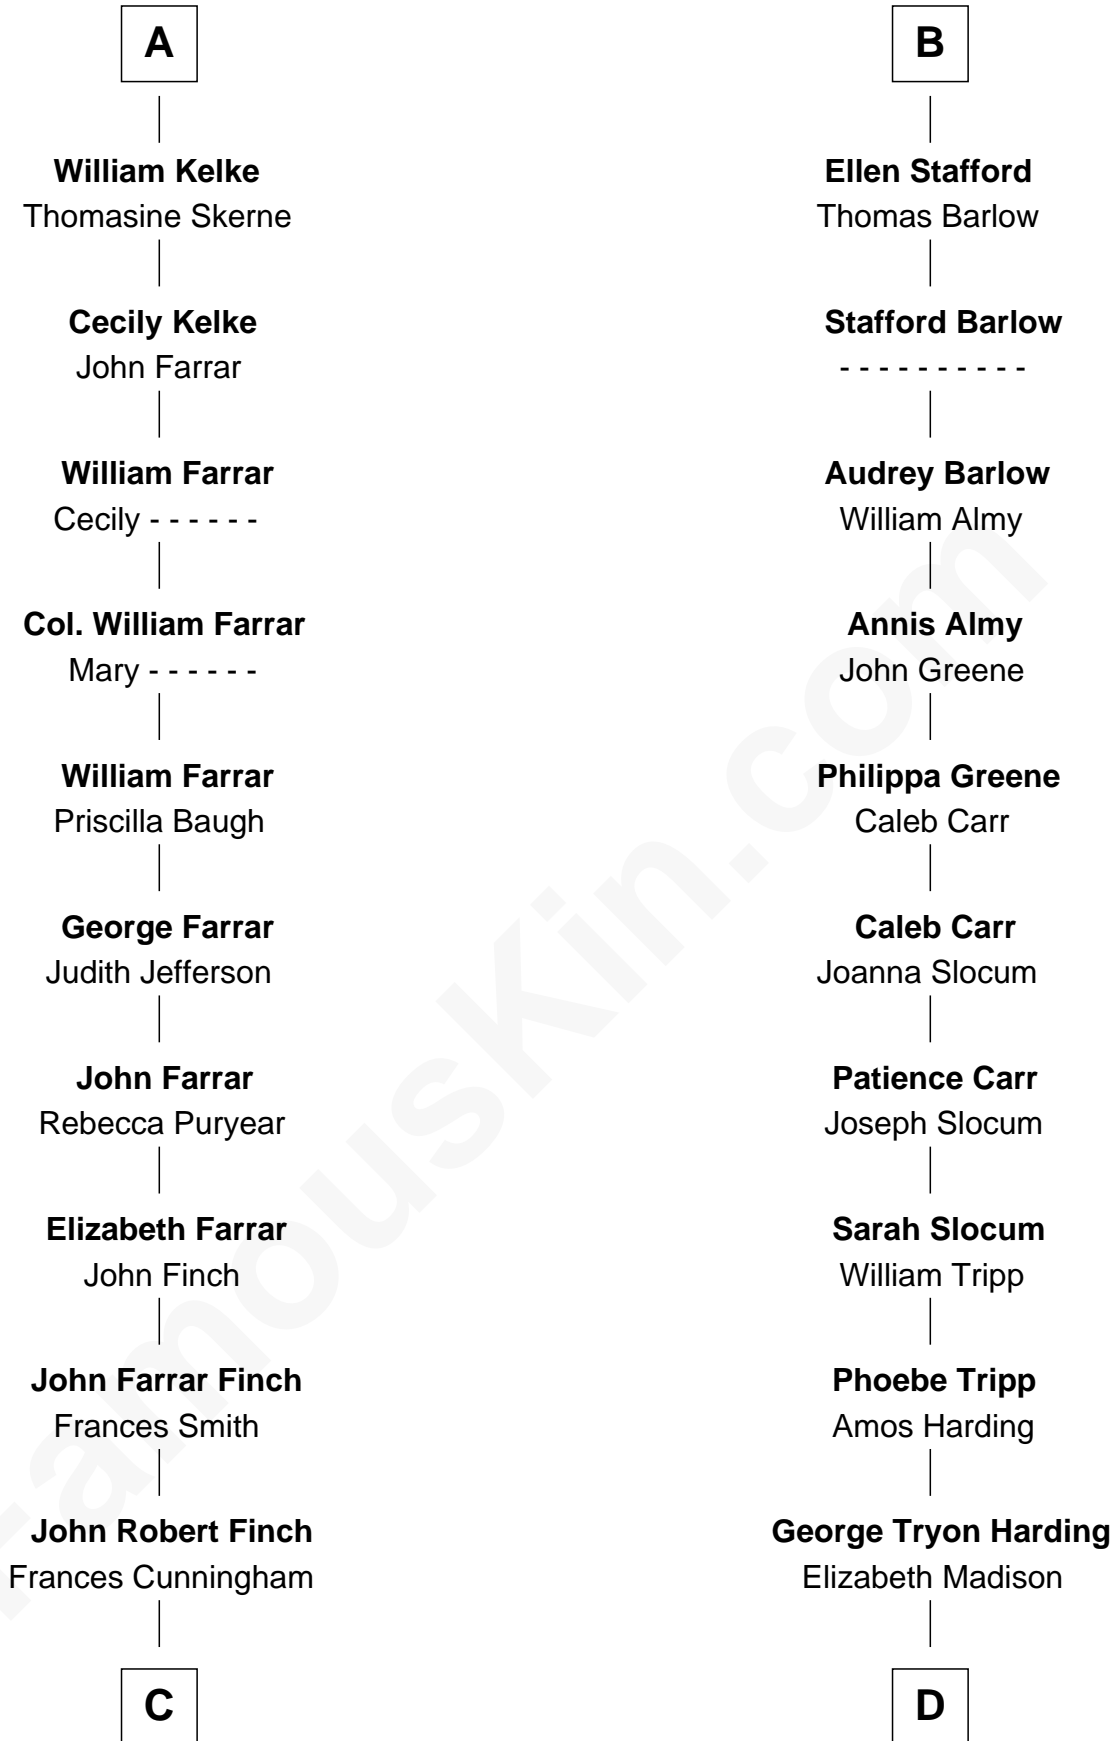 A
William Kelke
Thomasine Skerne
Cecily Kelke
John Farrar
William Farrar
Cecily - - - - - -
Col. William Farrar
Mary - - - - - -
William Farrar
Priscilla Baugh
George Farrar
Judith Jefferson
John Farrar
Rebecca Puryear
Elizabeth Farrar
John Finch
John Farrar Finch
Frances Smith
John Robert Finch
Frances Cunningham
C
B
Ellen Stafford
Thomas Barlow
Stafford Barlow
- - - - - - - - - -
Audrey Barlow
William Almy
Annis Almy
John Greene
Philippa Greene
Caleb Carr
Caleb Carr
Joanna Slocum
Patience Carr
Joseph Slocum
Sarah Slocum
William Tripp
Phoebe Tripp
Amos Harding
George Tryon Harding
Elizabeth Madison
D
FamousKin.com